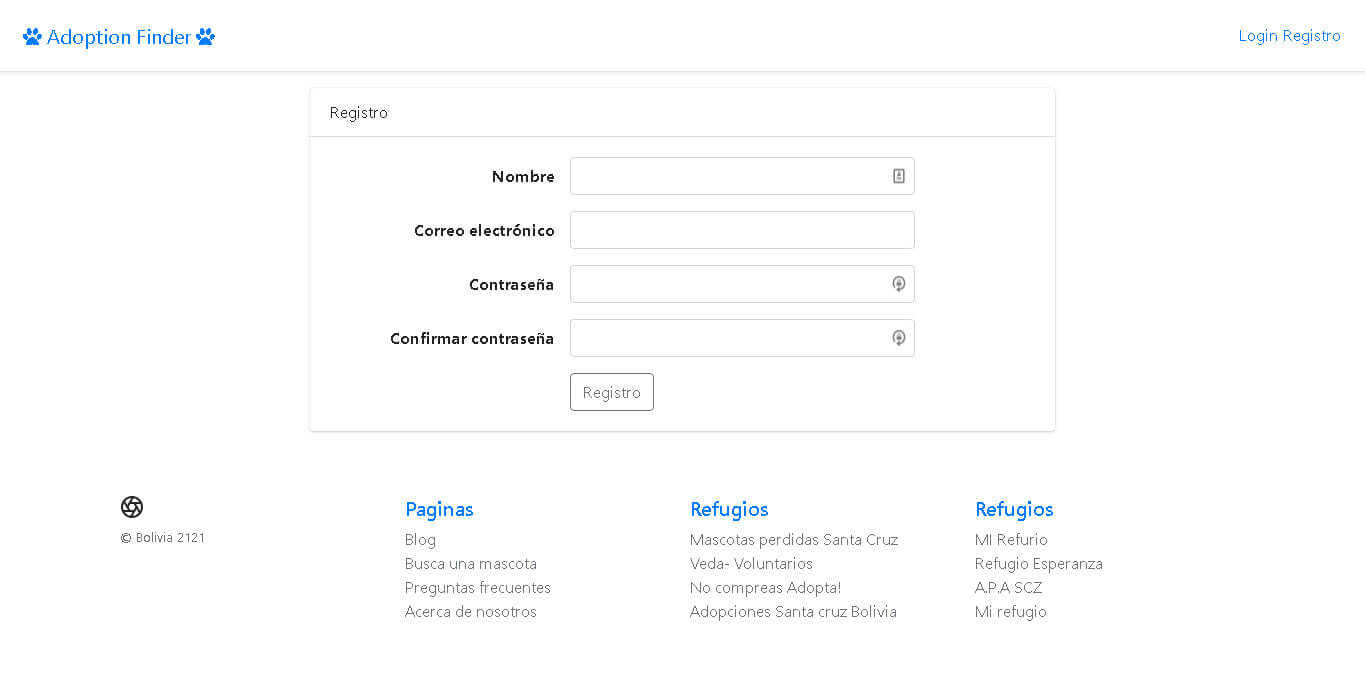 Adoption Finder
Login Registro
Registro
Nombre
Correo electrónico
Contraseña
Confirmar contraseña
Registro
© Bolivia 2121
Paginas
Blog
Busca una mascota
Preguntas frecuentes
Acerca de nosotros
Refugios
Mascotas perdidas Santa Cruz
Veda- Voluntarios
No compreas Adopta!
Adopciones Santa cruz Bolivia
Refugios
MI Refurio
Refugio Esperanza
A.P.A SCZ
Mi refugio